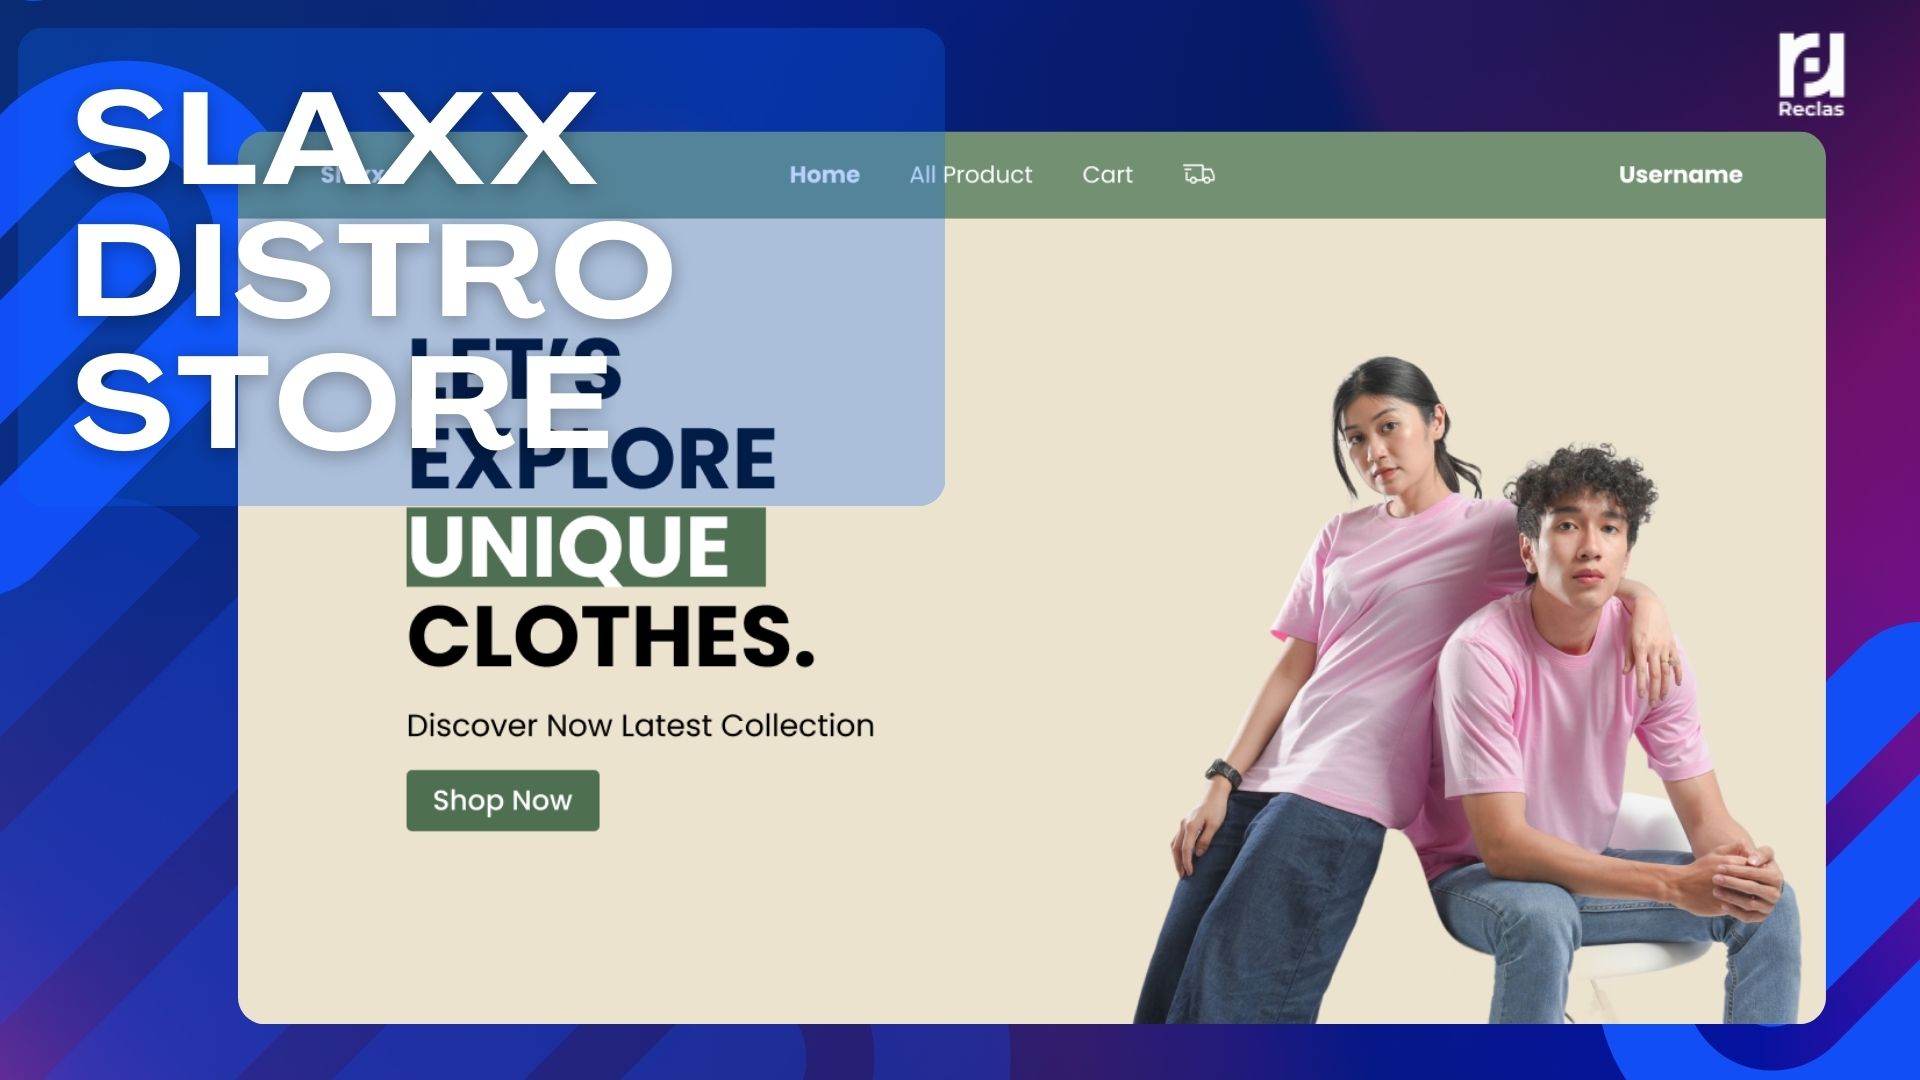 SLAXX
DISTRO
STORE
Reclas
Slaxx
Home
All Product
Cart
Username
LET'S
EXPLORE
UNIQUE
CLOTHES.
Discover Now Latest Collection
Shop Now